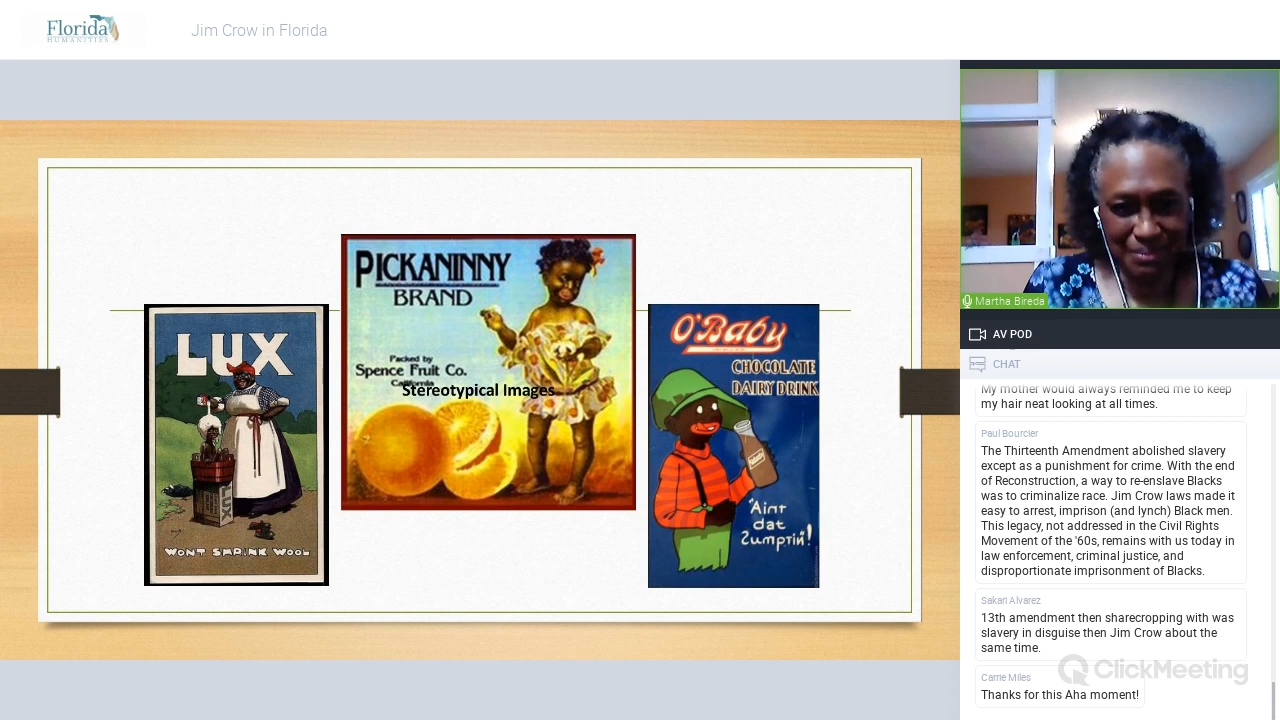 Florida
HUMANITIES
Jim Crow in Florida
PICKANINNY
BRAND
Packed by
Spence Fruit Co.
California
Stereotypical Images
LUX
WON'T SHRINK WOOL
O'Baby
CHOCOLATE
DAIRY DRINK
"Aint
dat
Sumptin'!
Martha Bireda
AV POD
CHAT
My mother would always reminded me to keep
my hair neat looking at all times.
Paul Bourcier
The Thirteenth Amendment abolished slavery
except as a punishment for crime. With the end
of Reconstruction, a way to re-enslave Blacks
was to criminalize race. Jim Crow laws made it
easy to arrest, imprison (and lynch) Black men.
This legacy, not addressed in the Civil Rights
Movement of the '60s, remains with us today in
law enforcement, criminal justice, and
disproportionate imprisonment of Blacks.
Sakari Alvarez
13th amendment then sharecropping with was
slavery in disguise then Jim Crow about the
same time.
ClickMeeting
Carrie Miles
Thanks for this Aha moment!